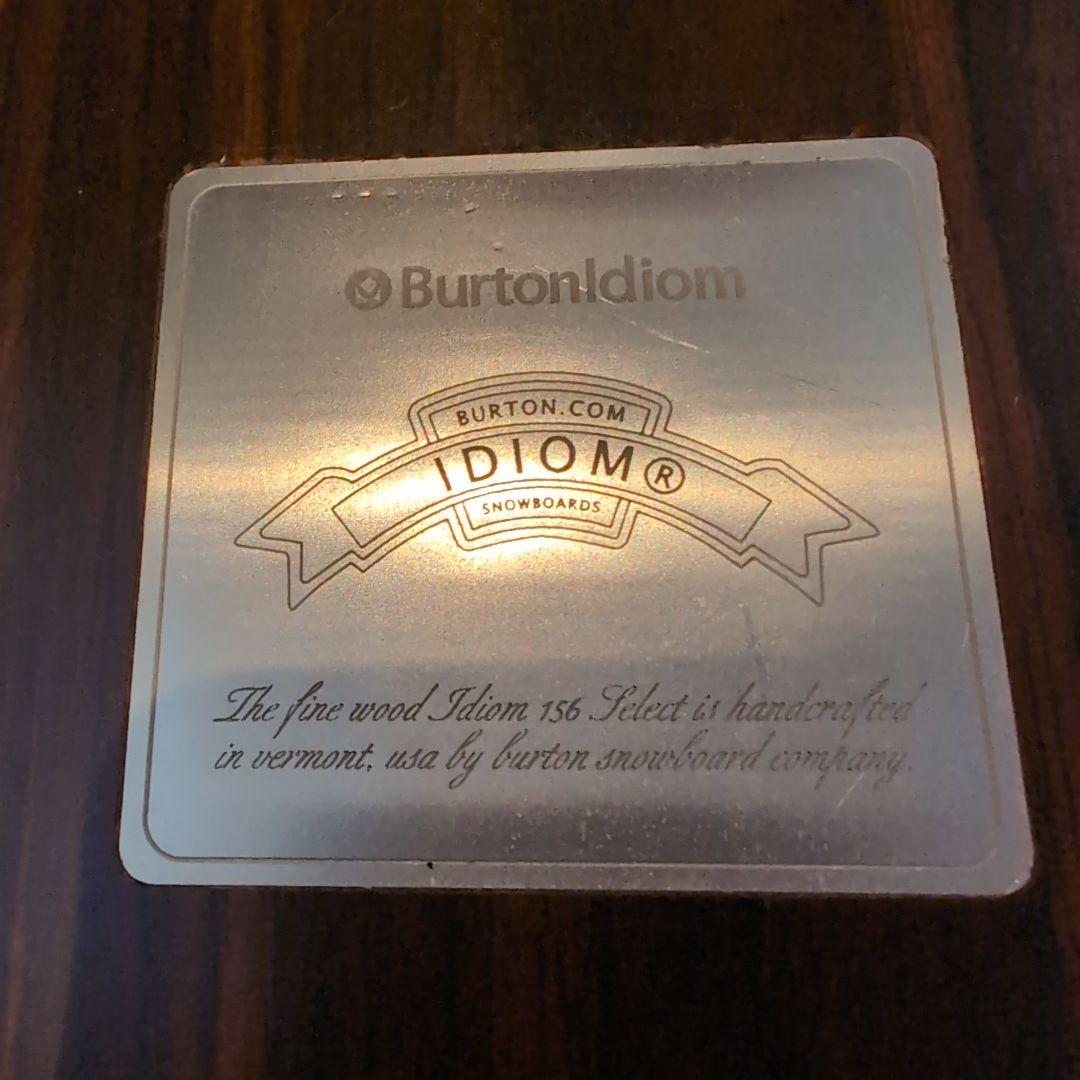 BurtonIdiom
BURTON.COM
IDIOM®
SNOWBOARDS
The fine wood Idiom 156 Select is handcrafted
in vermont, usa by burton snowboard company.